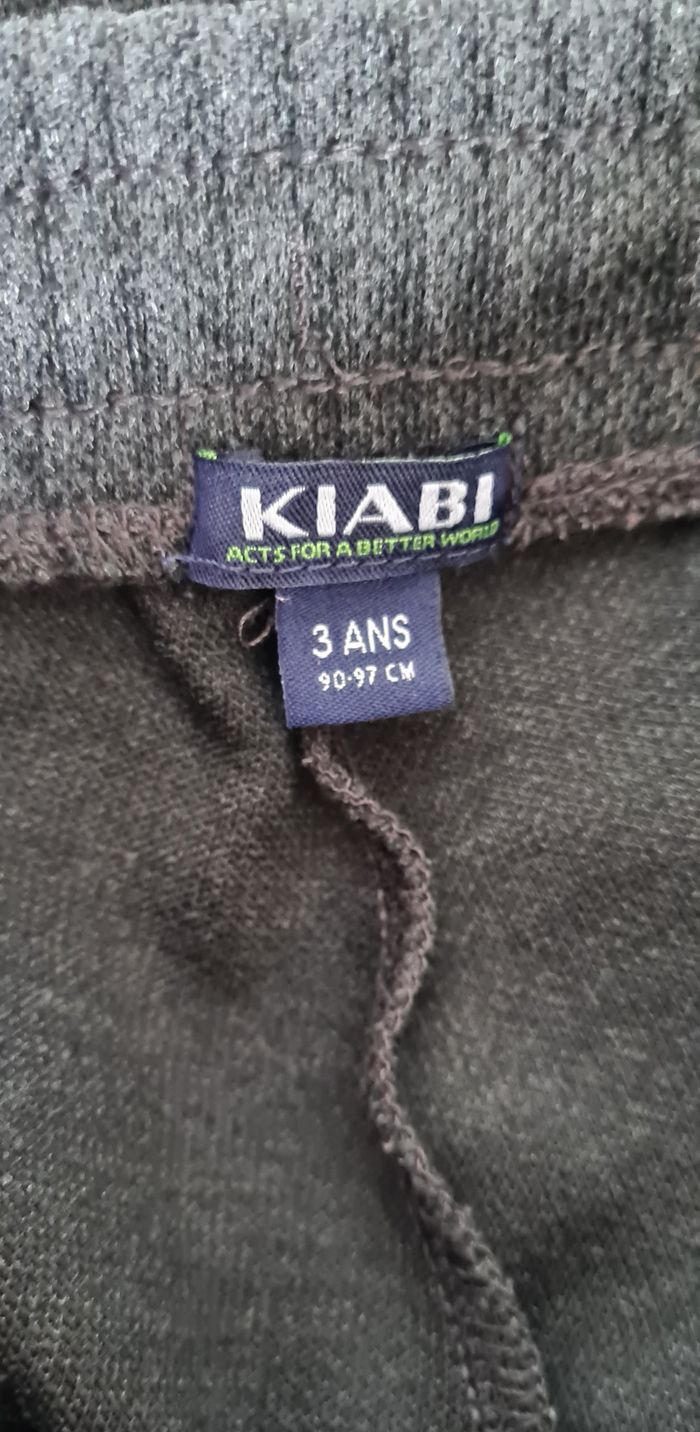 KIABI
ACTS FOR A BETTER WORLD
3 ANS
90-97 CM